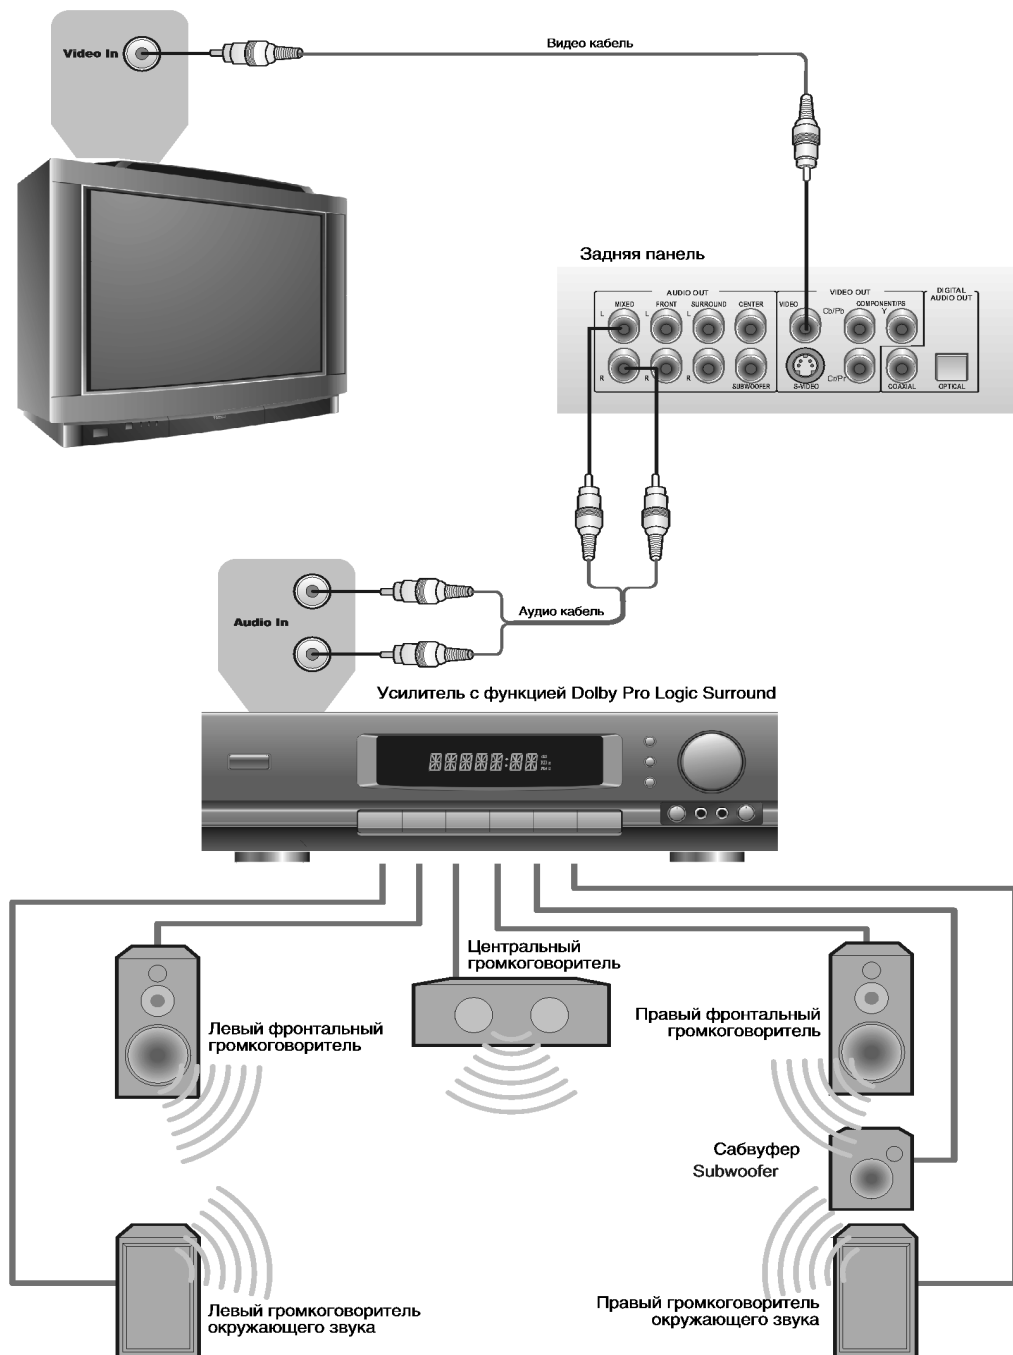 Video In
Видео кабель
Задняя панель
AUDIO OUT
VIDEO OUT
DIGITAL
AUDIO OUT
MIXED
FRONT
SURROUND
CENTER
VIDEO
COMPONENT/PS
L
L
L
Cb/Pb
Y
R
R
R
SUBWOOFER
S-VIDEO
Cr/Pr
COAXIAL
OPTICAL
Audio In
Аудио кабель
Усилитель с функцией Dolby Pro Logic Surround
Центральный
громкоговоритель
Левый фронтальный
громкоговоритель
Правый фронтальный
громкоговоритель
Сабвуфер
Subwoofer
Левый громкоговоритель
окружающего звука
Правый громкоговоритель
окружающего звука